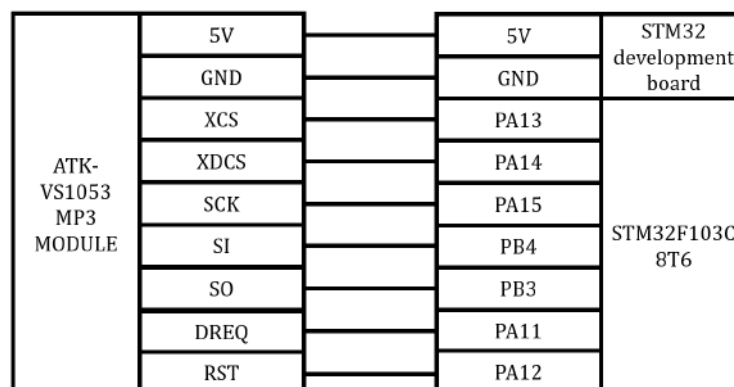 5V
GND
XCS
XDCS
SCK
SI
SO
DREQ
RST
ATK-
VS1053
MP3
MODULE
5V
GND
PA13
PA14
PA15
PB4
PB3
PA11
PA12
STM32
development
board
STM32F103C
8T6